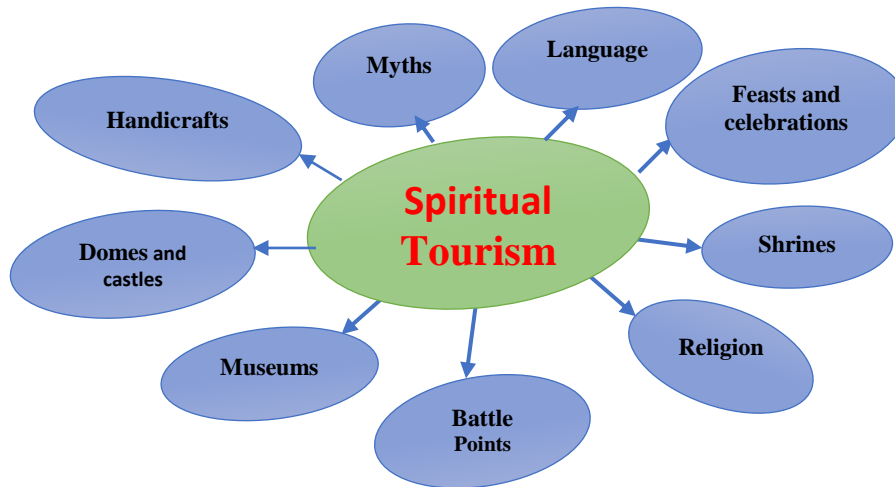 Spiritual
Tourism
Myths
Language
Feasts and
celebrations
Shrines
Religion
Battle
Points
Museums
Domes and
castles
Handicrafts